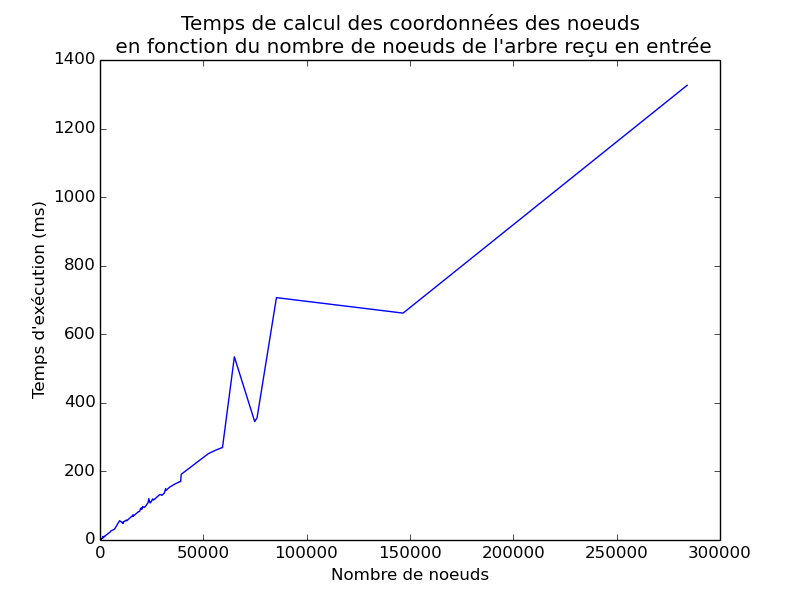 Temps de calcul des coordonnées des noeuds
en fonction du nombre de noeuds de l'arbre reçu en entrée
1400
1200
1000
800
600
400
200
0
Temps d'exécution (ms)
0 50000 100000 150000 200000 250000 300000
Nombre de noeuds